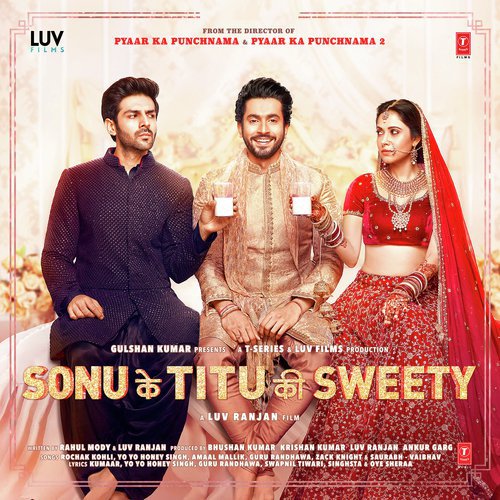 LUV
FILMS
FROM THE DIRECTOR OF
PYAAR KA PUNCHNAMA & PYAAR KA PUNCHNAMA 2
T
SERIES
FILMS
GULSHAN KUMAR PRESENTS A T-SERIES & LUV FILMS PRODUCTION
SONU के TITU की SWEETY
A LUV RANJAN FILM
WRITTEN BY RAHUL MODY & LUV RANJAN PRODUCED BY BHUSHAN KUMAR KRISHAN KUMAR LUV RANJAN ANKUR GARG
SONGS ROCHAK KOHLI, YO YO HONEY SINGH, AMAAL MALLIK, GURU RANDHAWA, ZACK KNIGHT & SAURABH - VAIBHAV
LYRICS KUMAAR, YO YO HONEY SINGH, GURU RANDHAWA, SWAPNIL TIWARI, SINGHSTA & OYE SHERAA
T
SERIES